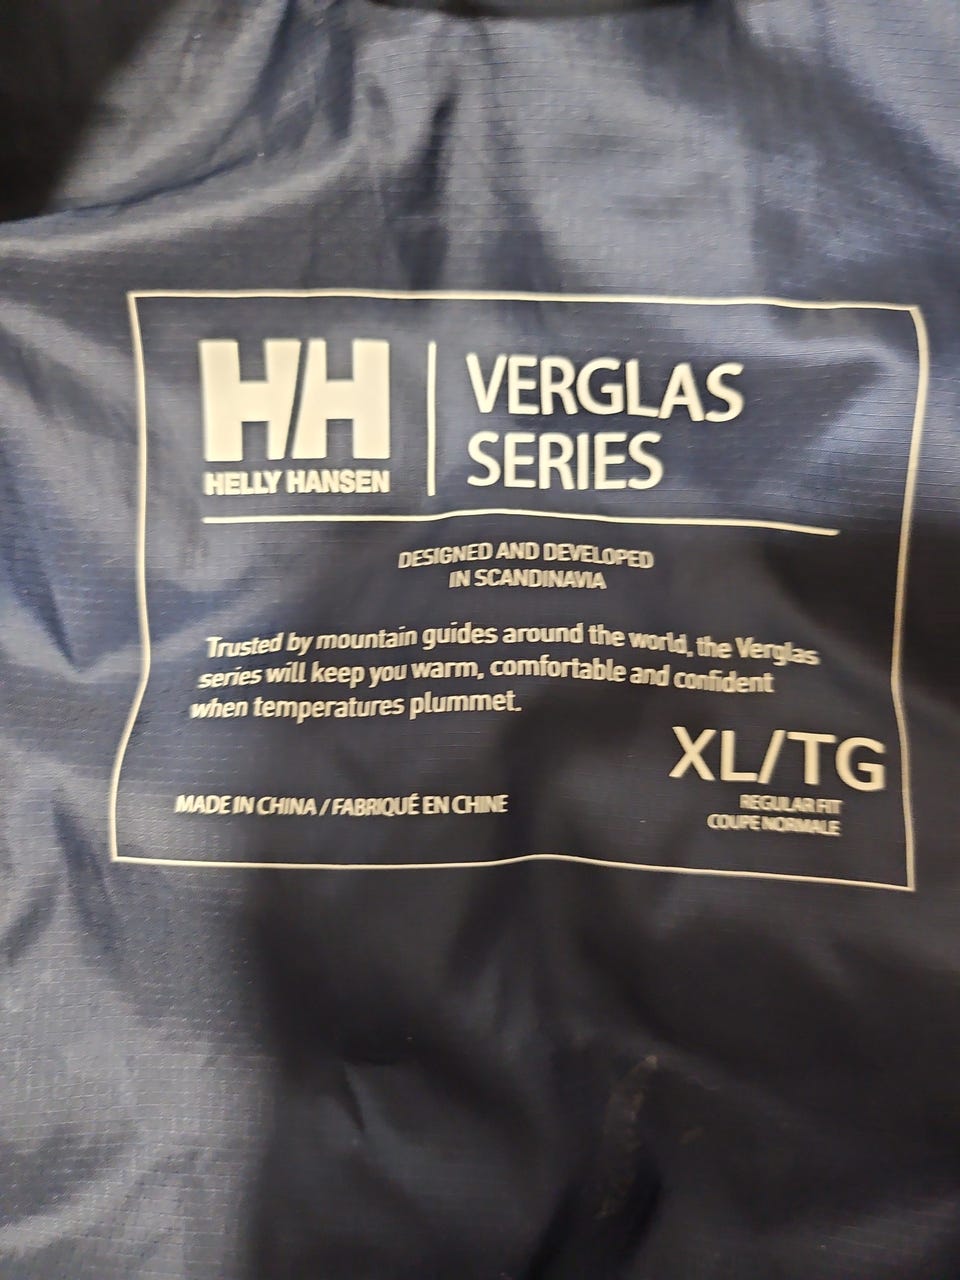 HH
HELLY HANSEN
VERGLAS
SERIES
DESIGNED AND DEVELOPED
IN SCANDINAVIA
Trusted by mountain guides around the world, the Verglas
series will keep you warm, comfortable and confident
when temperatures plummet.
XL/TG
REGULAR FIT
COUPE NORMALE
MADE IN CHINA / FABRIQUÉ EN CHINE